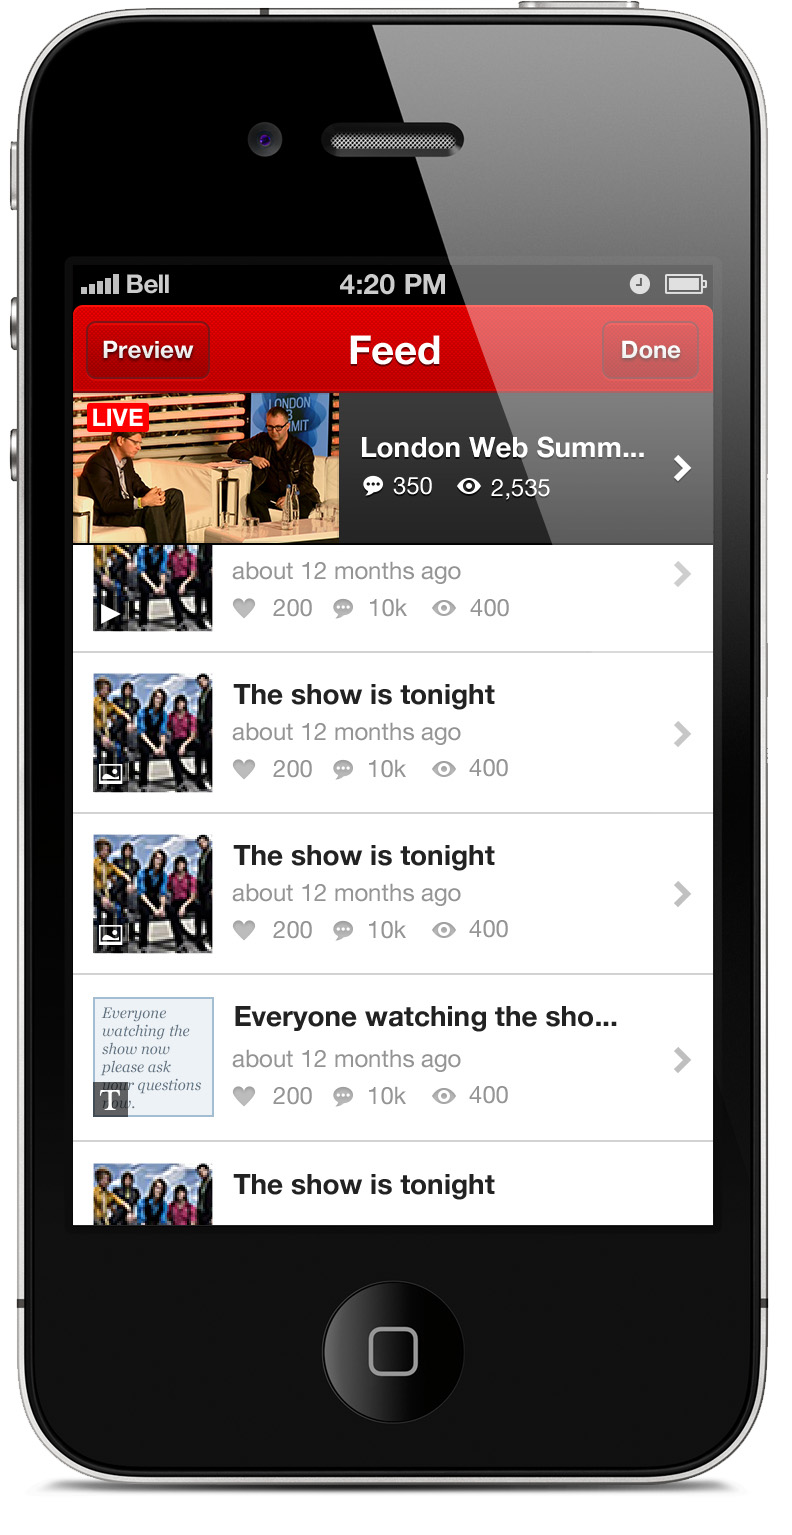 Bell 4:20 PM
Preview Feed Done
LIVE
LONDON
London Web Summ...
350 2,535
about 12 months ago
200 10k 400
The show is tonight
about 12 months ago
200 10k 400
The show is tonight
about 12 months ago
200 10k 400
Everyone
watching the
show now
please ask
your questions
now.
T
Everyone watching the sho...
about 12 months ago
200 10k 400
The show is tonight